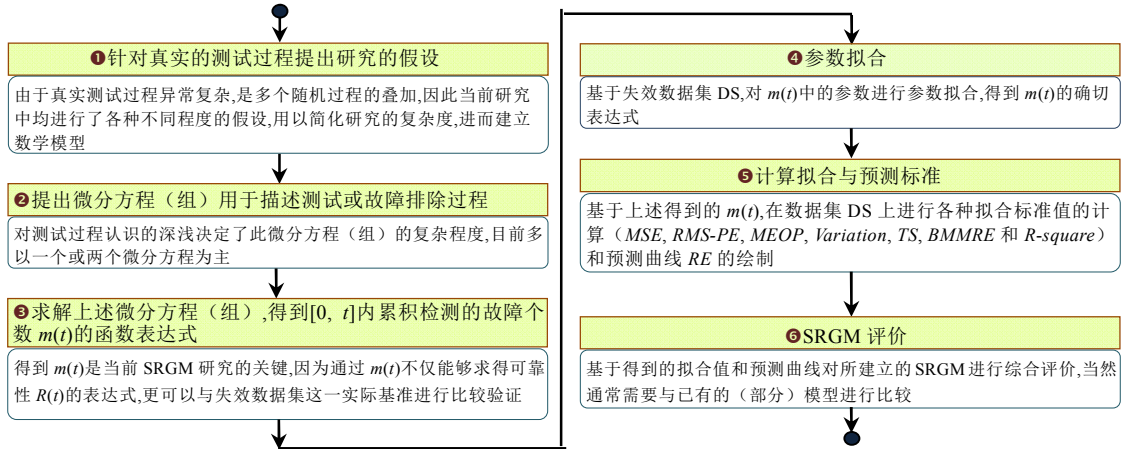 ❶针对真实的测试过程提出研究的假设
由于真实测试过程异常复杂,是多个随机过程的叠加,因此当前研究
中均进行了各种不同程度的假设,用以简化研究的复杂度,进而建立
数学模型
❷提出微分方程（组）用于描述测试或故障排除过程
对测试过程认识的深浅决定了此微分方程（组）的复杂程度,目前多
以一个或两个微分方程为主
❸求解上述微分方程（组）,得到[0, t]内累积检测的故障个
数 m(t)的函数表达式
得到 m(t)是当前 SRGM 研究的关键,因为通过 m(t)不仅能够求得可靠
性 R(t)的表达式,更可以与失效数据集这一实际基准进行比较验证
❹参数拟合
基于失效数据集 DS,对 m(t)中的参数进行参数拟合,得到 m(t)的确切
表达式
❺计算拟合与预测标准
基于上述得到的 m(t),在数据集 DS 上进行各种拟合标准值的计
算（MSE, RMS-PE, MEOP, Variation, TS, BMMRE 和 R-square）
和预测曲线 RE 的绘制
❻SRGM 评价
基于得到的拟合值和预测曲线对所建立的 SRGM 进行综合评价,当然
通常需要与已有的（部分）模型进行比较